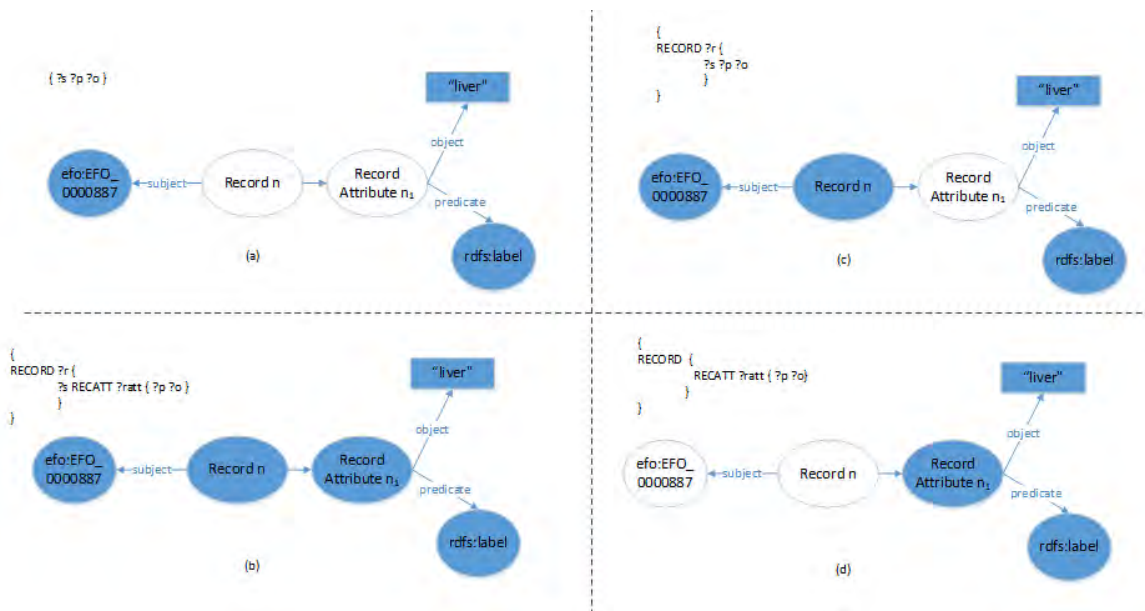 { ?s ?p ?o }
"liver"
object
efo:EFO_
0000887
subject
Record n
Record
Attribute n₁
predicate
rdfs:label
(a)
{
RECORD ?r {
?s ?p ?o
}
}
"liver"
object
efo:EFO_
0000887
subject
Record n
Record
Attribute n₁
predicate
rdfs:label
(c)
{
RECORD ?r {
?s RECATT ?ratt { ?p ?o }
}
}
"liver"
object
efo:EFO_
0000887
subject
Record n
Record
Attribute n₁
predicate
rdfs:label
(b)
{
RECORD {
RECATT ?ratt { ?p ?o}
}
}
"liver"
object
efo:EFO_
0000887
subject
Record n
Record
Attribute n₁
predicate
rdfs:label
(d)